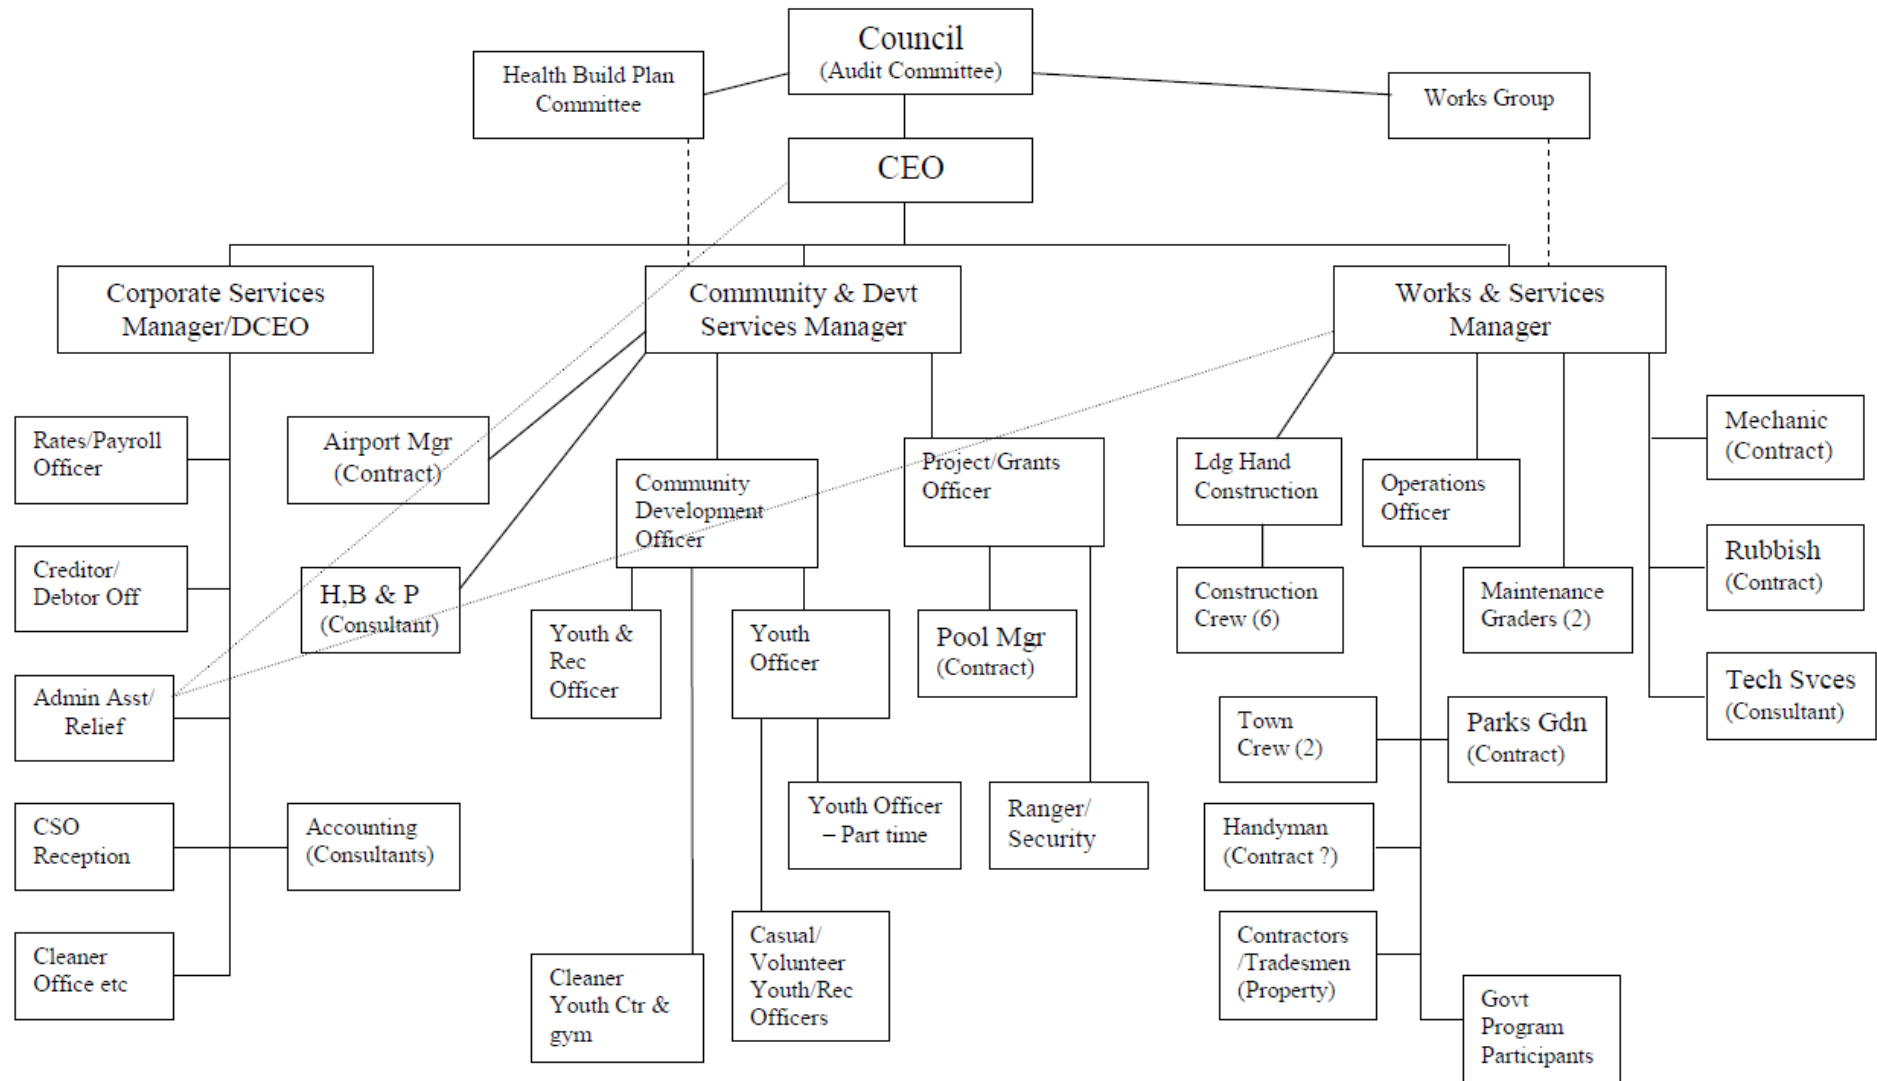 Council
(Audit Committee)
Health Build Plan
Committee
Works Group
CEO
Corporate Services
Manager/DCEO
Community & Devt
Services Manager
Works & Services
Manager
Rates/Payroll
Officer
Airport Mgr
(Contract)
Community
Development
Officer
Project/Grants
Officer
Ldg Hand
Construction
Operations
Officer
Mechanic
(Contract)
Creditor/
Debtor Off
H,B & P
(Consultant)
Youth &
Rec
Officer
Youth
Officer
Pool Mgr
(Contract)
Construction
Crew (6)
Maintenance
Graders (2)
Rubbish
(Contract)
Admin Asst/
Relief
Town
Crew (2)
Parks Gdn
(Contract)
Tech Svces
(Consultant)
CSO
Reception
Accounting
(Consultants)
Youth Officer
– Part time
Ranger/
Security
Handyman
(Contract ?)
Cleaner
Office etc
Cleaner
Youth Ctr &
gym
Casual/
Volunteer
Youth/Rec
Officers
Contractors
/Tradesmen
(Property)
Govt
Program
Participants